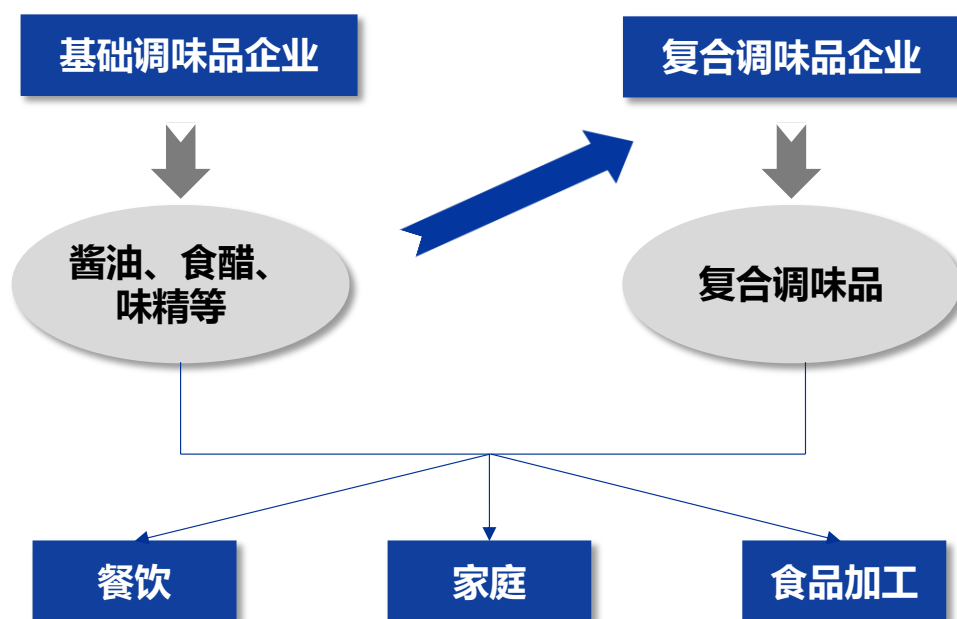 基础调味品企业
复合调味品企业
酱油、食醋、
味精等
复合调味品
餐饮
家庭
食品加工